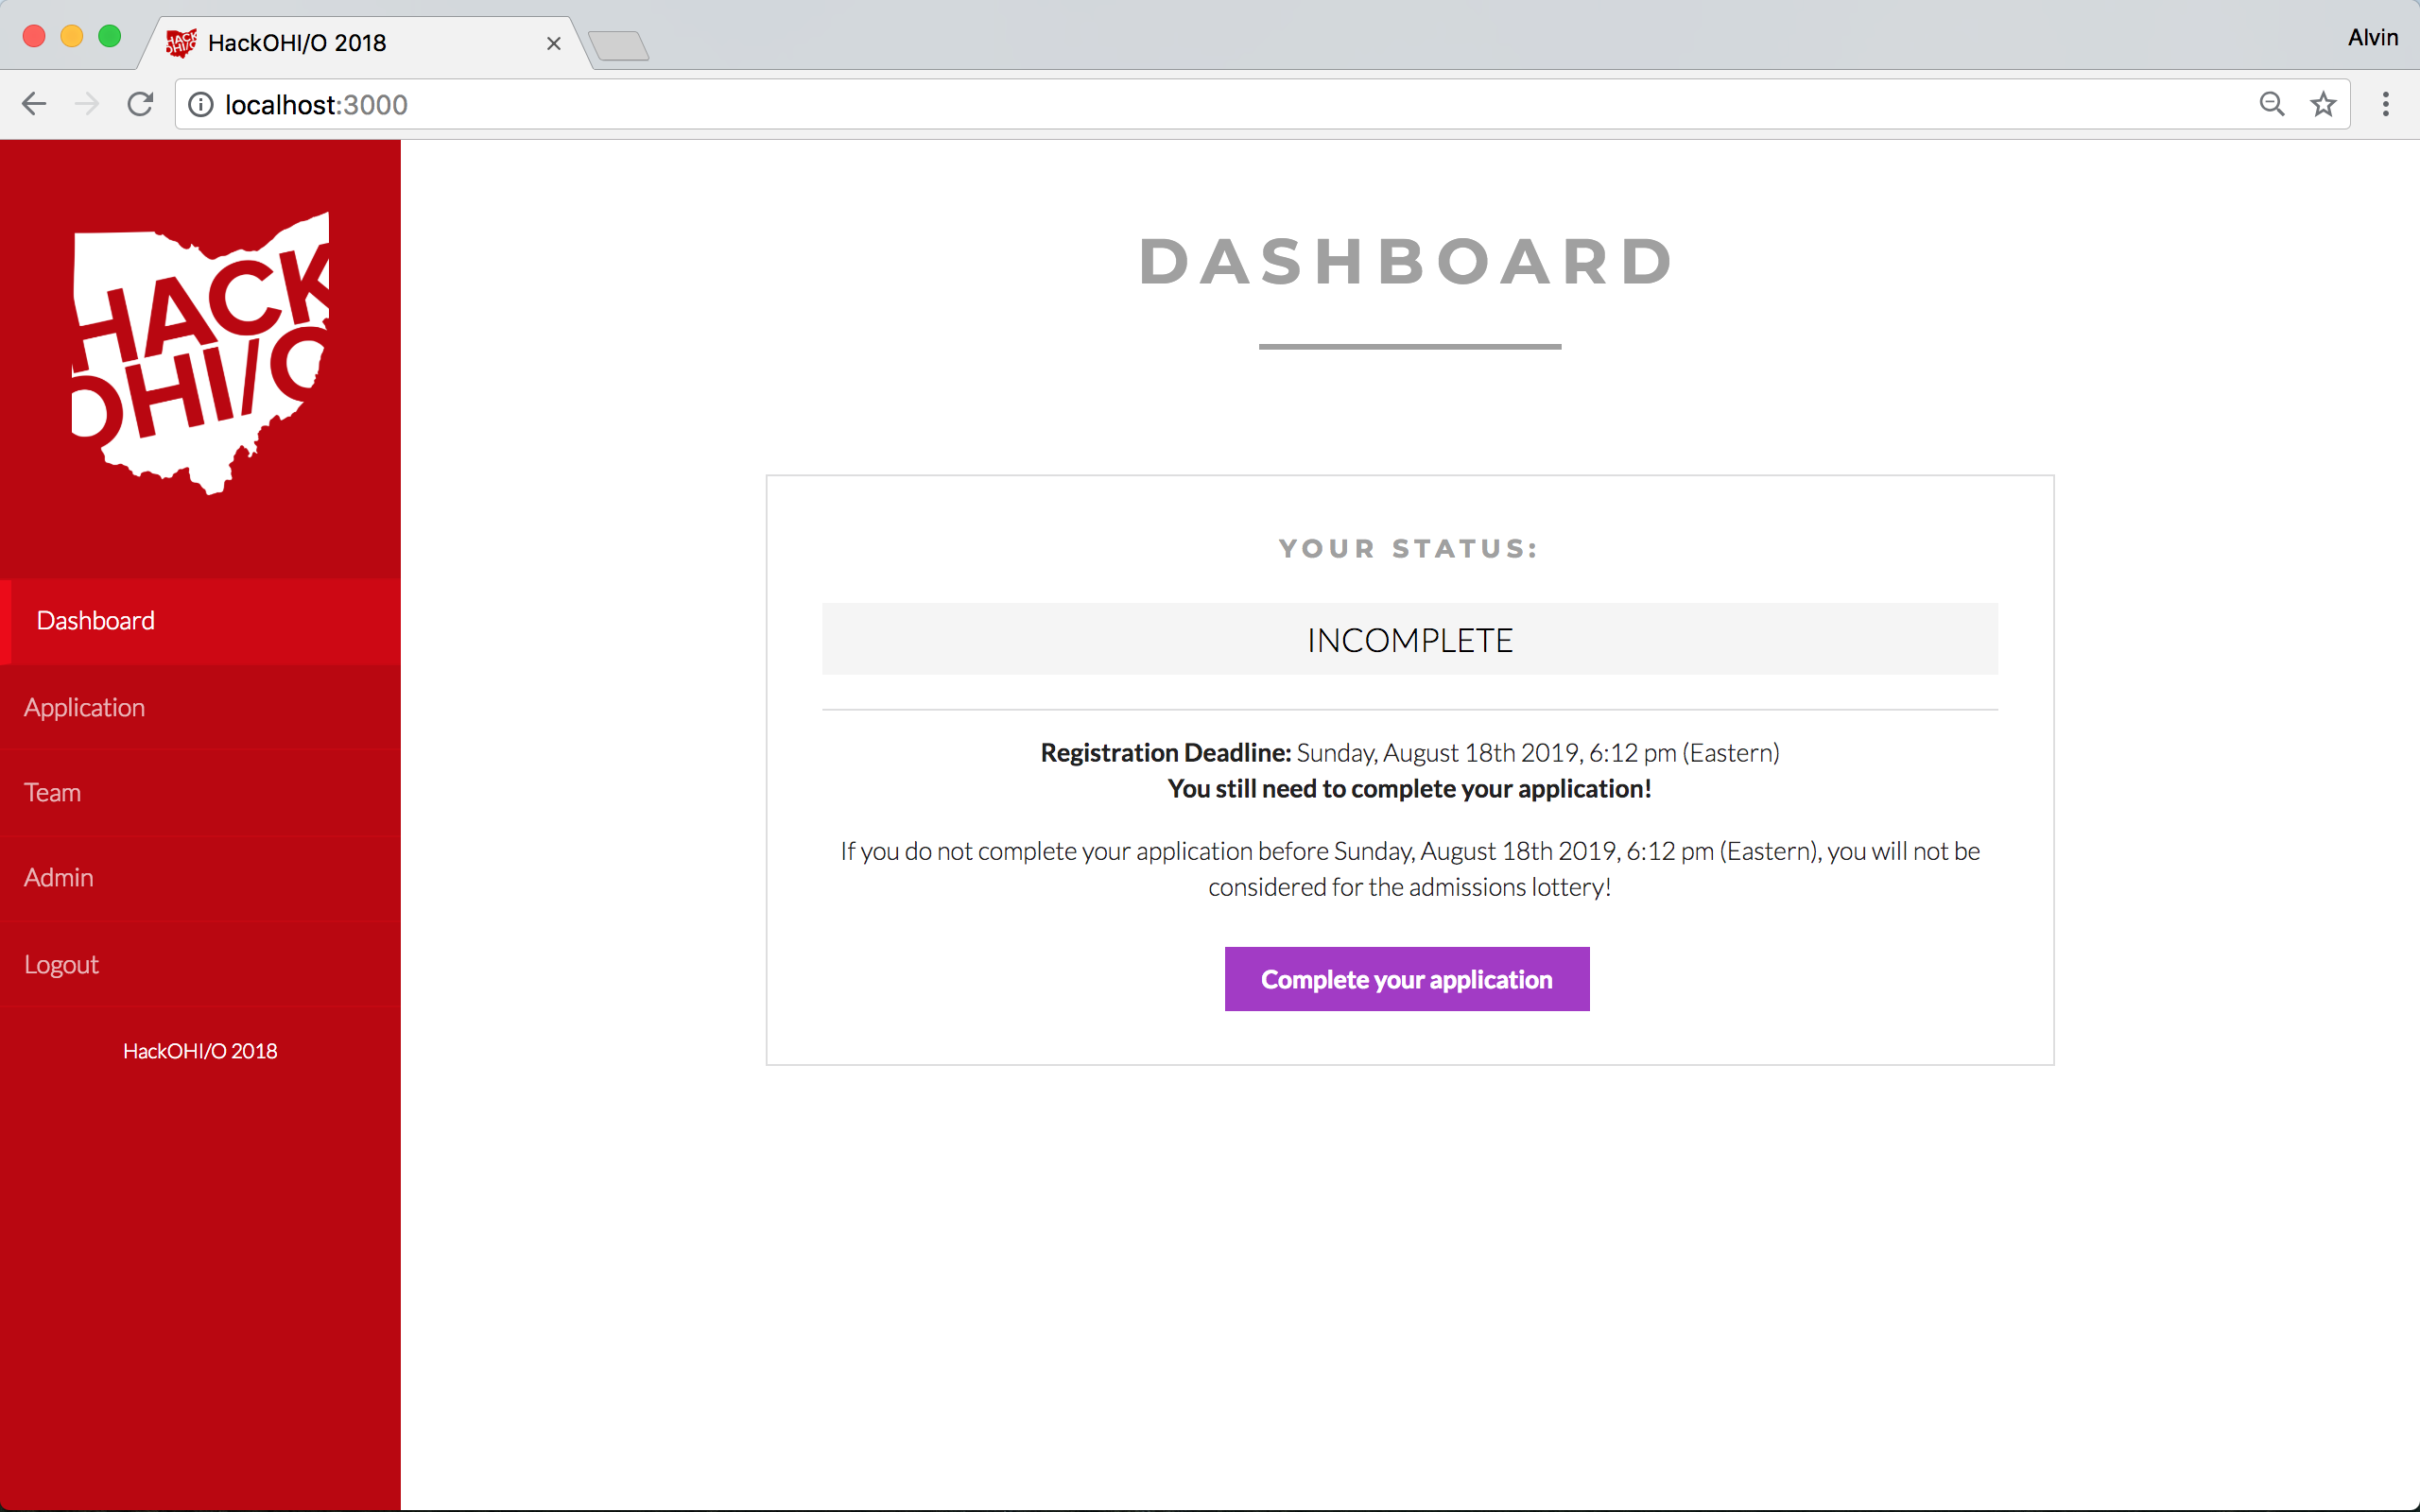 HackOHI/O 2018
Alvin
localhost:3000
HACK
OHI/O
Dashboard
Application
Team
Admin
Logout
HackOHI/O 2018
DASHBOARD
YOUR STATUS:
INCOMPLETE
Registration Deadline: Sunday, August 18th 2019, 6:12 pm (Eastern)
You still need to complete your application!
If you do not complete your application before Sunday, August 18th 2019, 6:12 pm (Eastern), you will not be
considered for the admissions lottery!
Complete your application